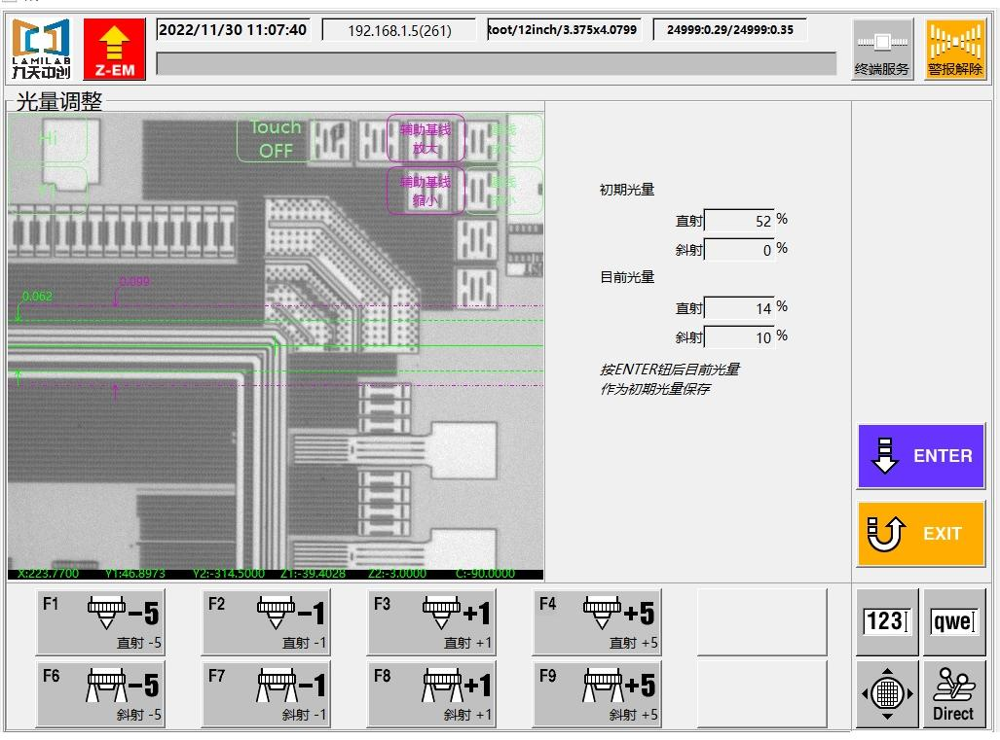 LAMILAB
九天中创
Z-EM
2022/11/30 11:07:40
192.168.1.5(261)
Root/12inch/3.375x4.0799
24999:0.29/24999:0.35
终端服务
警报解除
光量调整
Hi
Touch
OFF
辅助基线
放大
基线
放大
辅助基线
缩小
基线
缩小
0.099
0.062
X:223.7700 Y1:46.8973 Y2:-314.5000 Z1:-39.4028 Z2:-3.0000 C:-90.0000
初期光量
直射 52 %
斜射 0 %
目前光量
直射 14 %
斜射 10 %
按ENTER钮后目前光量
作为初期光量保存
ENTER
EXIT
F1 -5
直射 -5
F2 -1
直射 -1
F3 +1
直射 +1
F4 +5
直射 +5
F6 -5
斜射 -5
F7 -1
斜射 -1
F8 +1
斜射 +1
F9 +5
斜射 +5
123
qwe
Direct